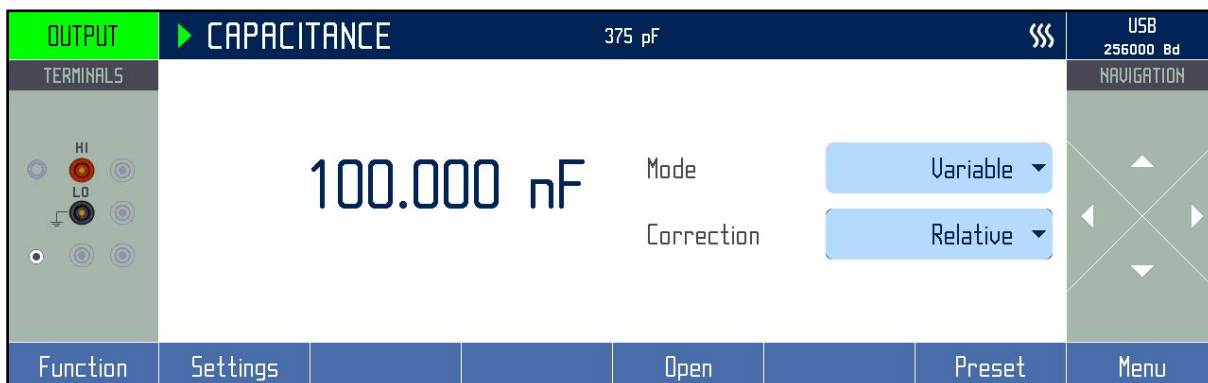 OUTPUT
CAPACITANCE
375 pF
USB
256000 Bd
TERMINALS
NAVIGATION
HI
LO
100.000 nF
Mode
Variable
Correction
Relative
Function
Settings
Open
Preset
Menu